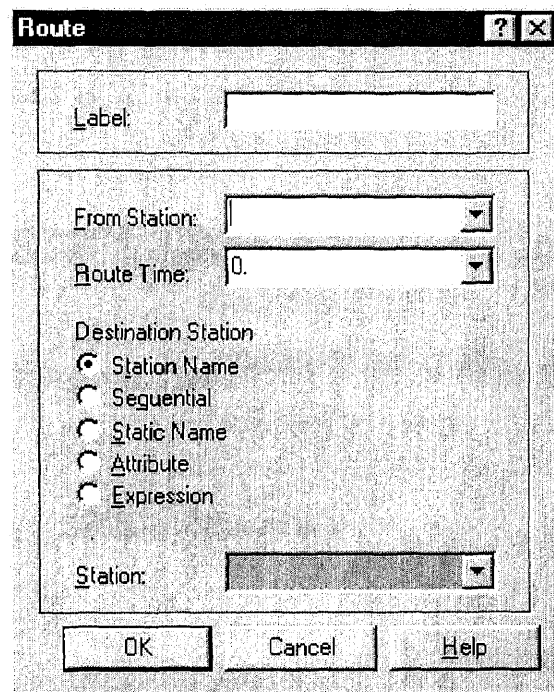 Route
Label:
From Station:
Route Time: 0.
Destination Station
Station Name
Sequential
Static Name
Attribute
Expression
Station:
OK Cancel Help